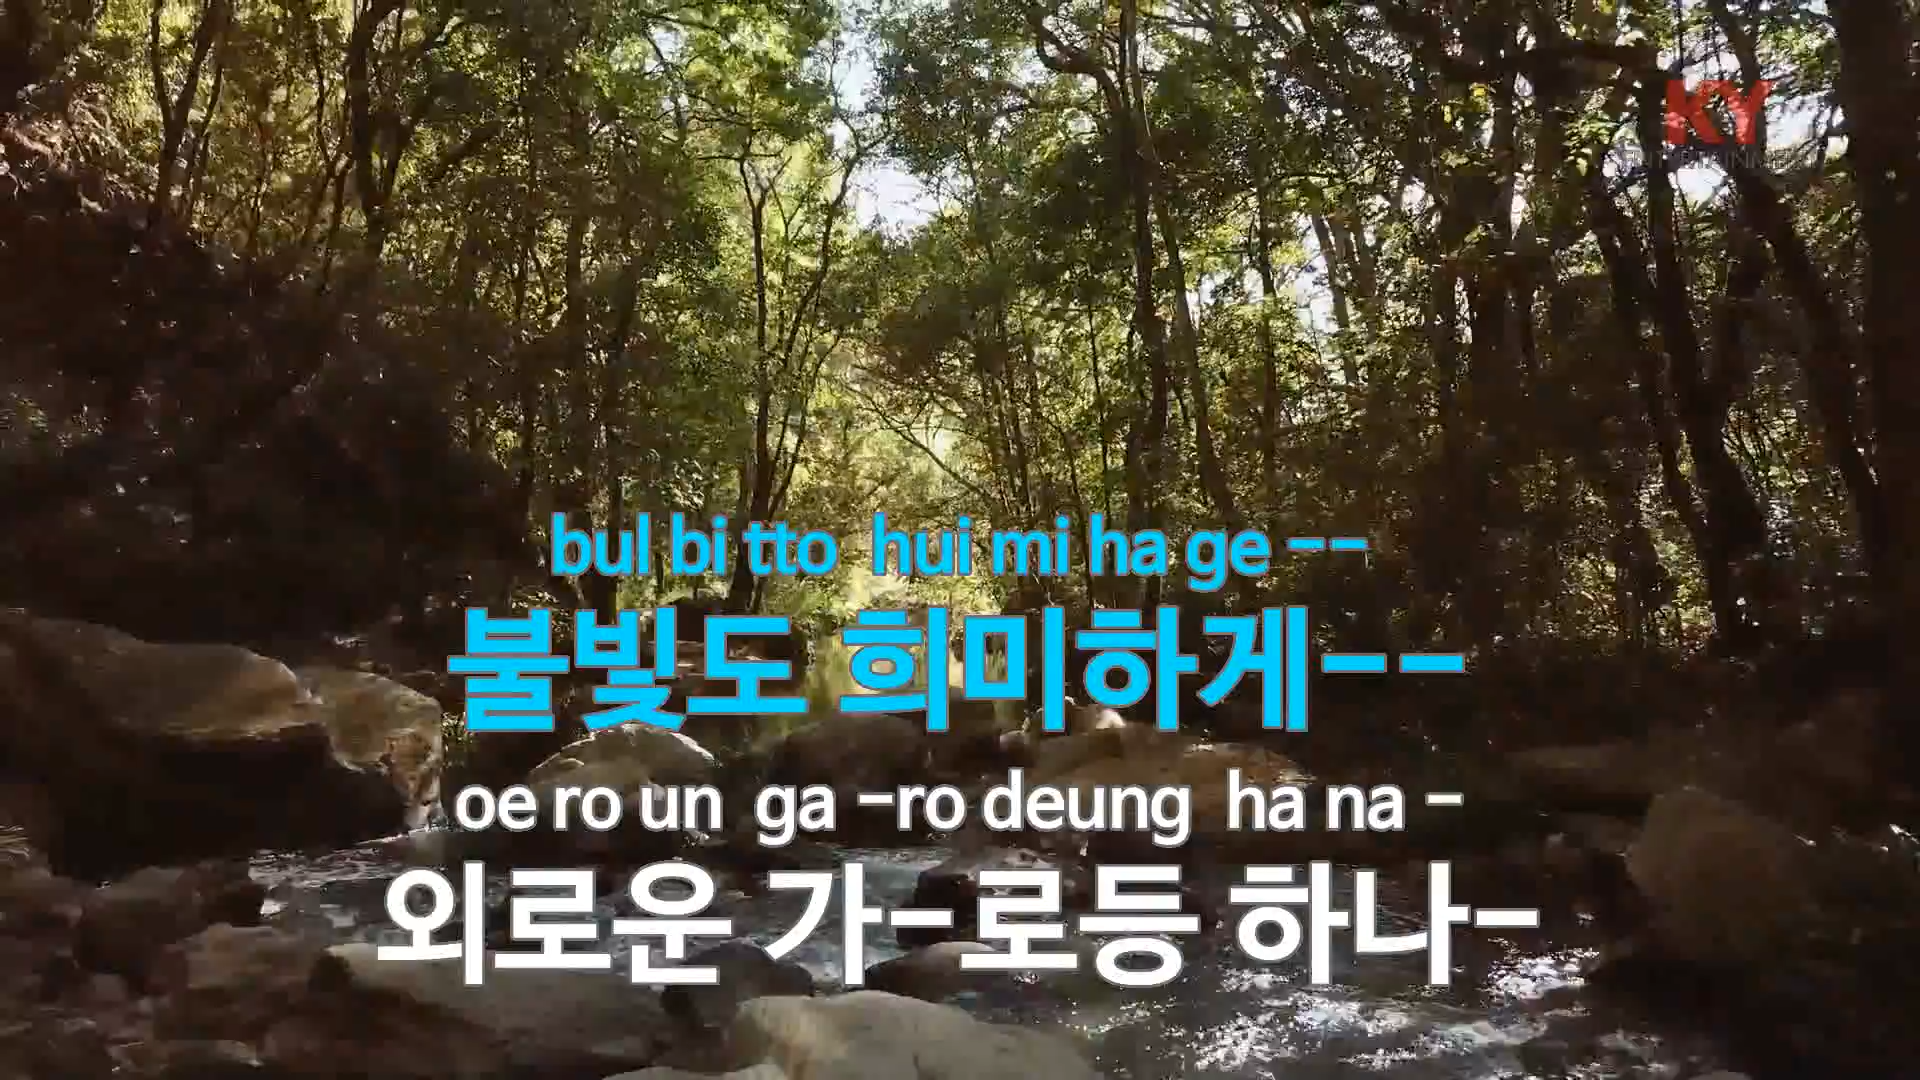 KY
ENTERTAINMENT
bul bi tto hui mi ha ge --
불빛도 희미하게--
oe ro un ga -ro deung ha na -
외로운 가-로등 하나-